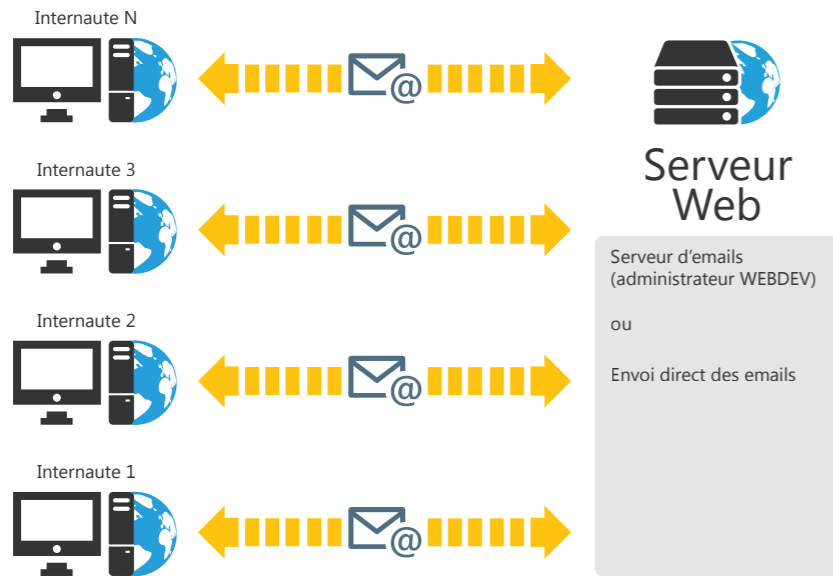 Internaute N
@
Internaute 3
@
Internaute 2
@
Internaute 1
@
Serveur
Web
Serveur d'emails
(administrateur WEBDEV)
ou
Envoi direct des emails